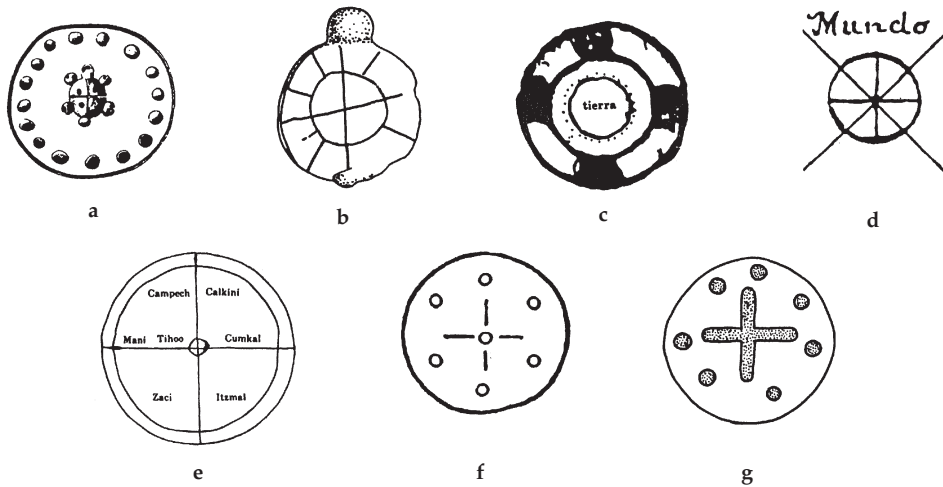 Mundo
tierra
a
b
c
d
Campech Calkini
Mani Tihoo Cumkal
Zaci Itzmal
e
f
g